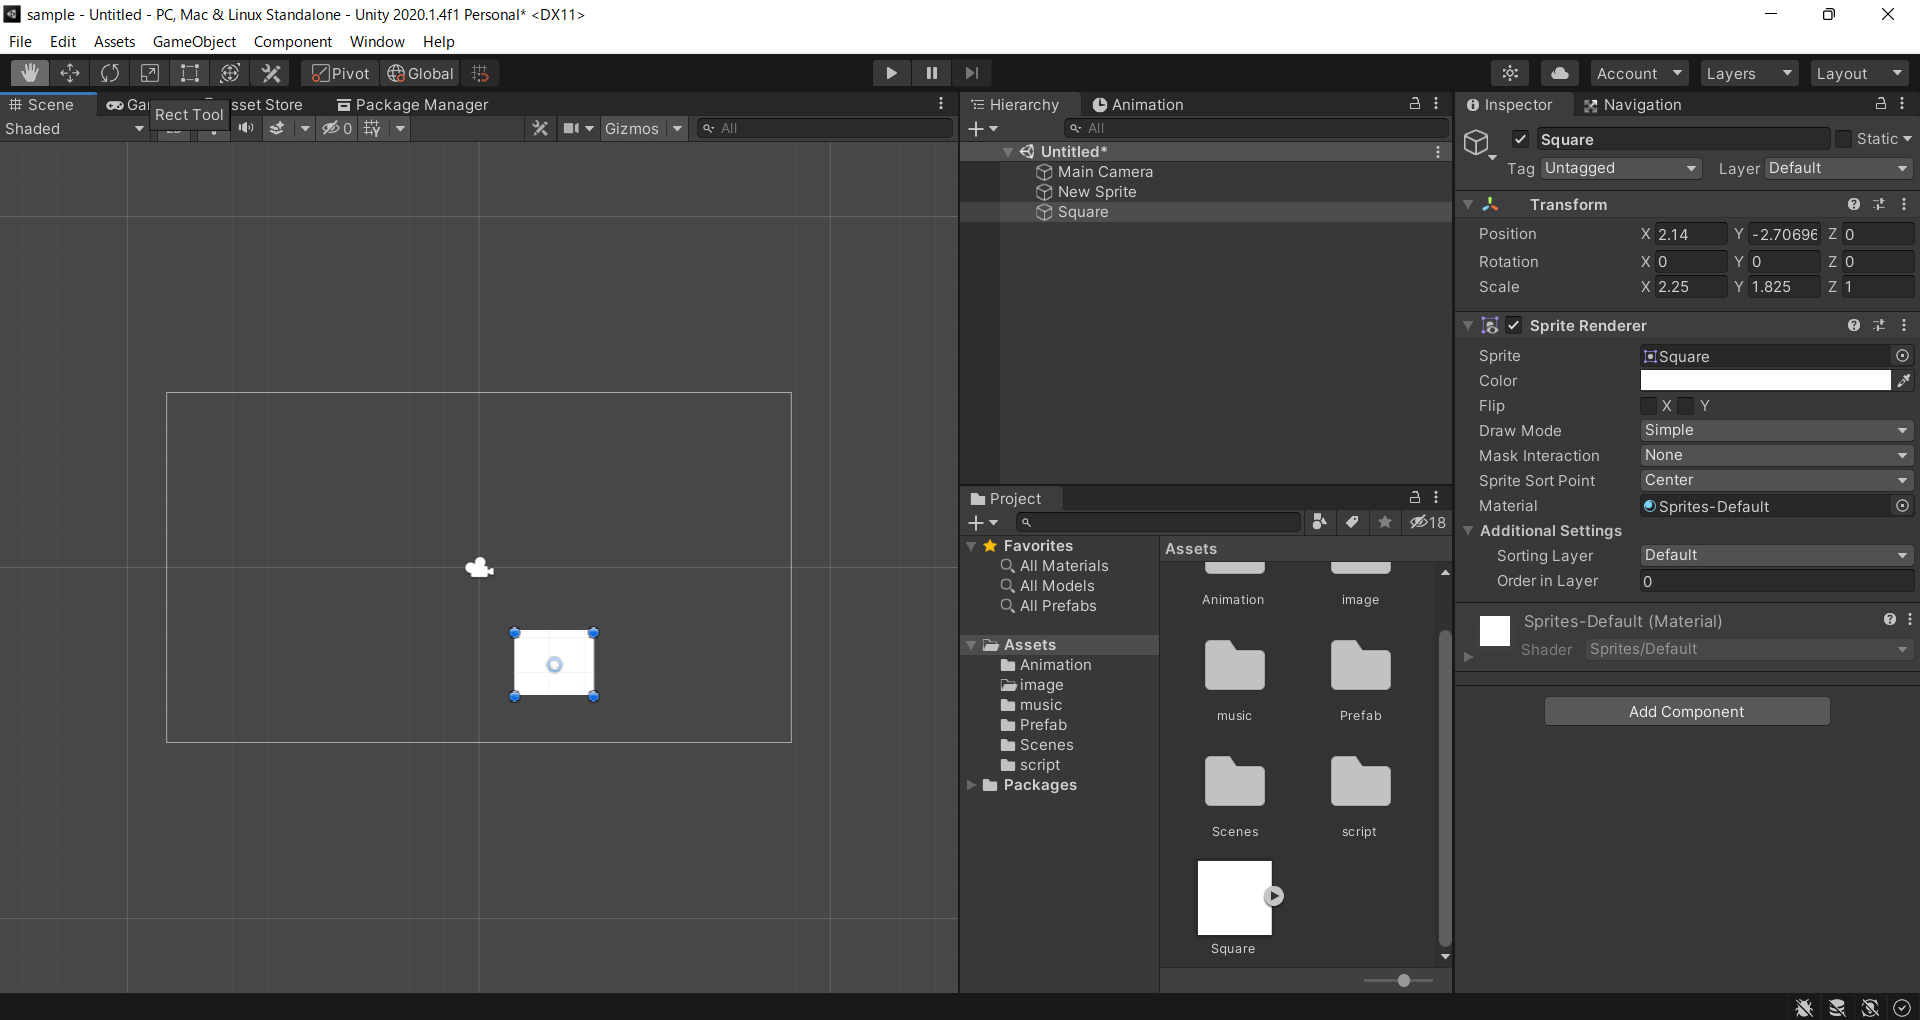 sample - Untitled - PC, Mac & Linux Standalone - Unity 2020.1.4f1 Personal* <DX11>
File Edit Assets GameObject Component Window Help
Pivot Global Account Layers Layout
Scene Ga sset Store Package Manager
Rect Tool
Shaded 0 Gizmos All
Hierarchy Animation
All
Untitled*
Main Camera
New Sprite
Square
Project
18
Favorites
All Materials
All Models
All Prefabs
Assets
Animation
image
music
Prefab
Scenes
script
Packages
Assets
Animation image
music Prefab
Scenes script
Square
Inspector Navigation
Square Static
Tag Untagged Layer Default
Transform
Position X 2.14 Y -2.70696 Z 0
Rotation X 0 Y 0 Z 0
Scale X 2.25 Y 1.825 Z 1
Sprite Renderer
Sprite Square
Color
Flip X Y
Draw Mode Simple
Mask Interaction None
Sprite Sort Point Center
Material Sprites-Default
Additional Settings
Sorting Layer Default
Order in Layer 0
Sprites-Default (Material)
Shader Sprites/Default
Add Component